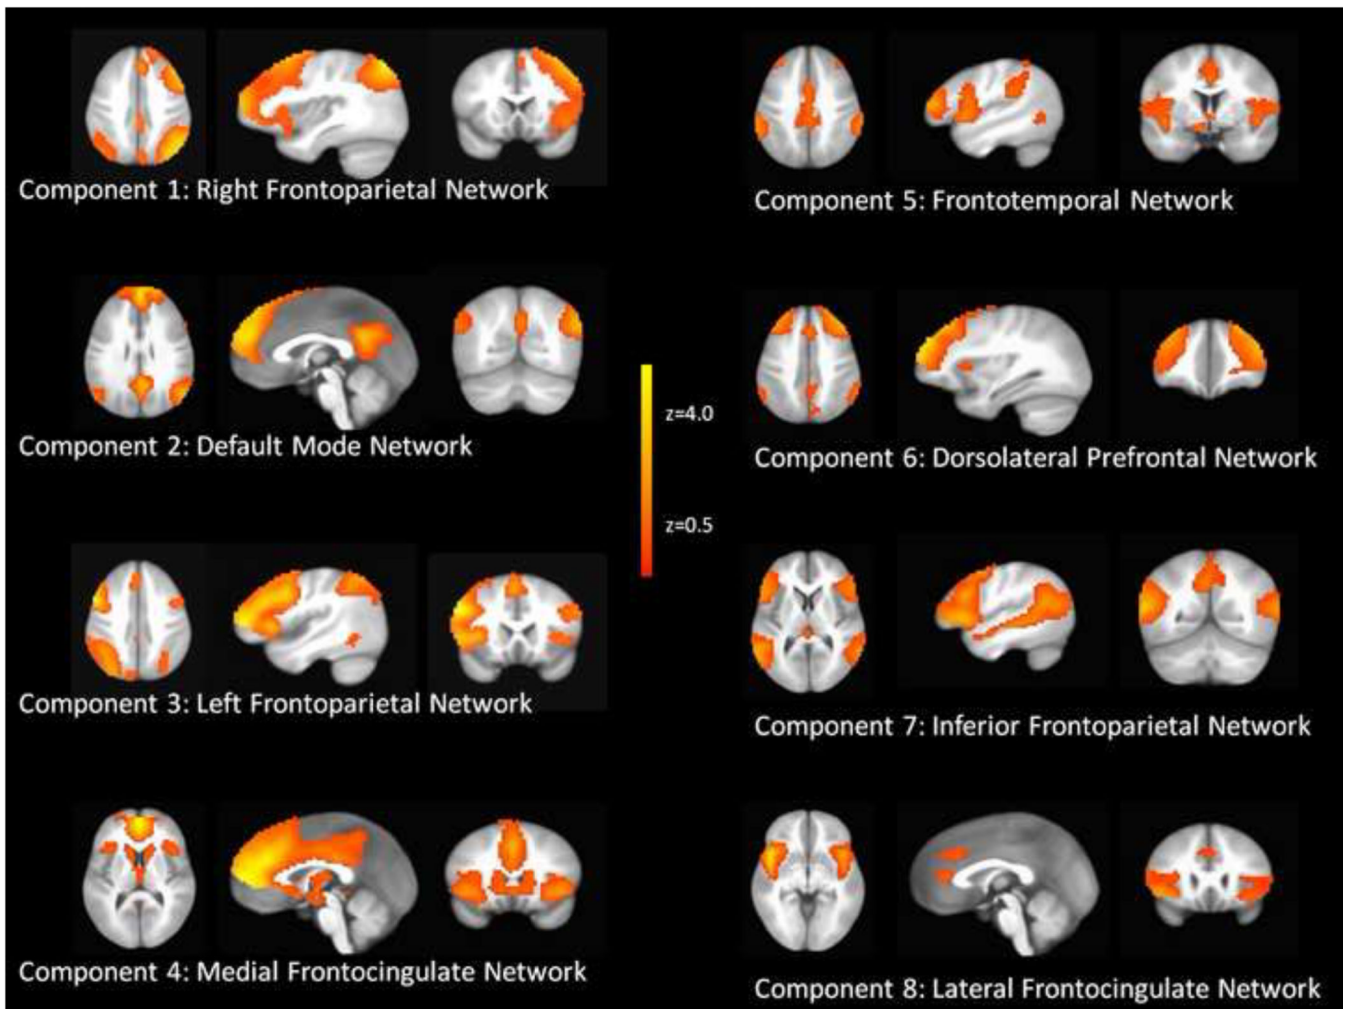 Component 1: Right Frontoparietal Network
Component 2: Default Mode Network
Component 3: Left Frontoparietal Network
Component 4: Medial Frontocingulate Network
z=4.0
z=0.5
Component 5: Frontotemporal Network
Component 6: Dorsolateral Prefrontal Network
Component 7: Inferior Frontoparietal Network
Component 8: Lateral Frontocingulate Network